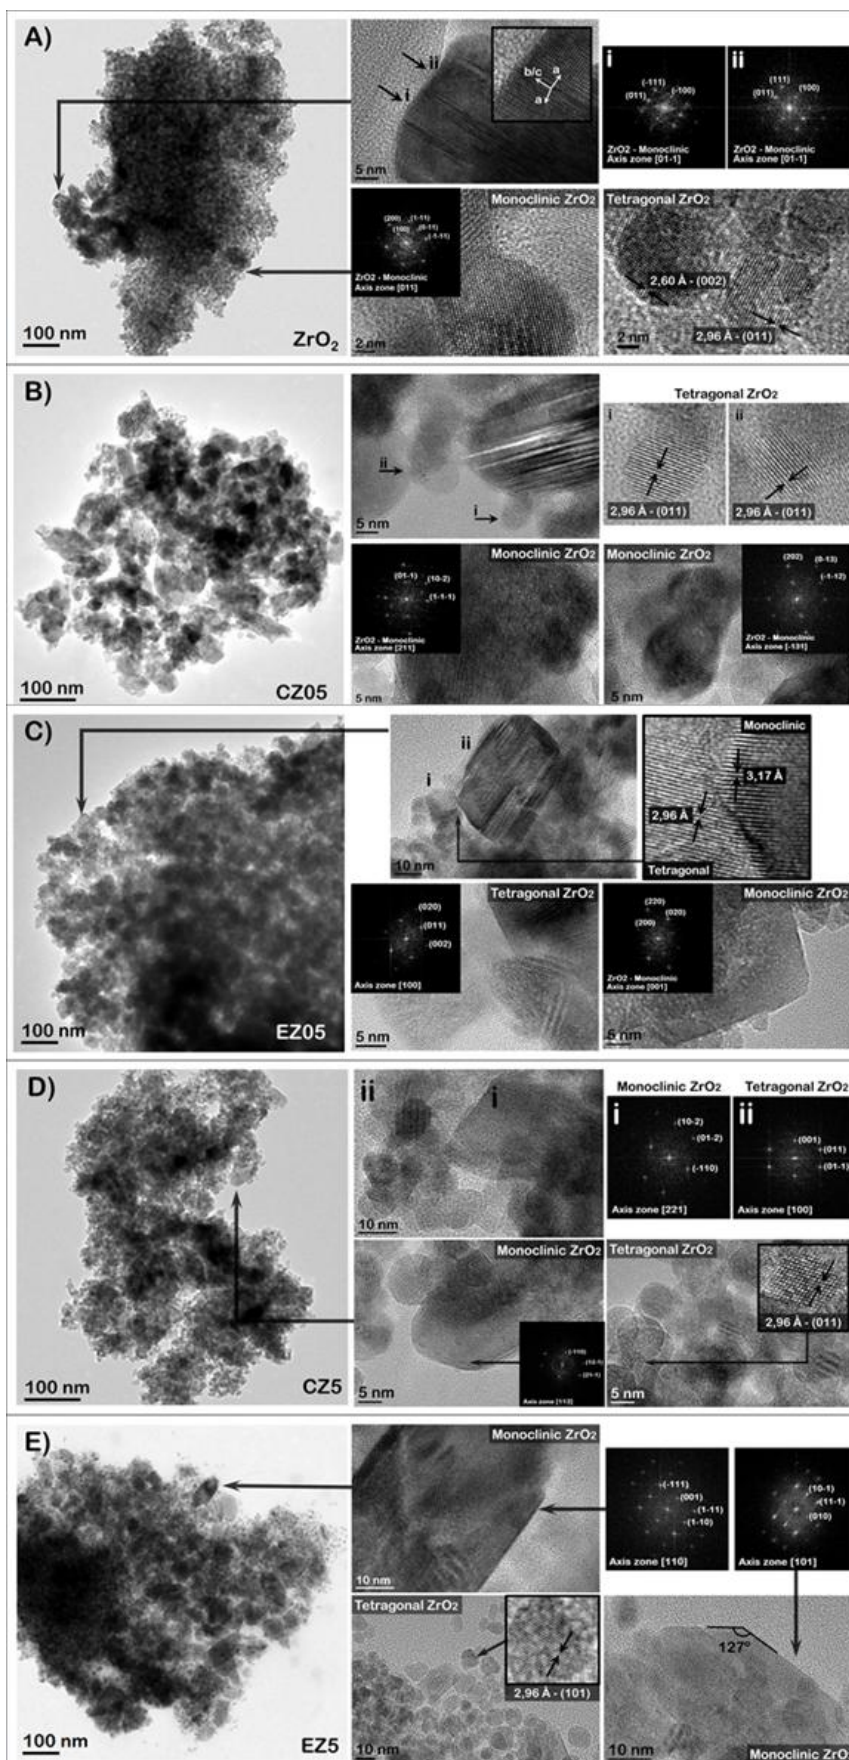 A)
100 nm
ZrO2
ii
i
b/c
a
a
5 nm
i
(-111)
(-100)
(011)
ZrO2 - Monoclinic
Axis zone [01-1]
ii
(111)
(100)
(011)
ZrO2 - Monoclinic
Axis zone [01-1]
Monoclinic ZrO2
(200)
(1-11)
(100)
(0-11)
(-1-11)
ZrO2 - Monoclinic
Axis zone [011]
2 nm
Tetragonal ZrO2
2,60 Å - (002)
2,96 Å - (011)
2 nm
B)
100 nm
CZ05
ii
i
5 nm
Tetragonal ZrO2
i
2,96 Å - (011)
ii
2,96 Å - (011)
Monoclinic ZrO2
(01-1)
(10-2)
(1-1-1)
ZrO2 - Monoclinic
Axis zone [211]
5 nm
Monoclinic ZrO2
(202)
(0-13)
(-1-12)
ZrO2 - Monoclinic
Axis zone [-131]
5 nm
C)
100 nm
EZ05
ii
i
10 nm
Monoclinic
3,17 Å
2,96 Å
Tetragonal
Tetragonal ZrO2
(020)
(011)
(002)
Axis zone [100]
5 nm
Monoclinic ZrO2
(220)
(020)
(200)
ZrO2 - Monoclinic
Axis zone [001]
5 nm
D)
100 nm
CZ5
ii
i
10 nm
Monoclinic ZrO2
i
(10-2)
(01-2)
(-110)
Axis zone [221]
Tetragonal ZrO2
ii
(001)
(011)
(01-1)
Axis zone [100]
Monoclinic ZrO2
(-110)
Axis zone [113]
5 nm
Tetragonal ZrO2
2,96 Å - (011)
5 nm
E)
100 nm
EZ5
Monoclinic ZrO2
10 nm
(-111)
(001)
(1-11)
(1-10)
Axis zone [110]
(10-1)
(11-1)
(010)
Axis zone [101]
Tetragonal ZrO2
2,96 Å - (101)
10 nm
127°
10 nm
Monoclinic ZrO